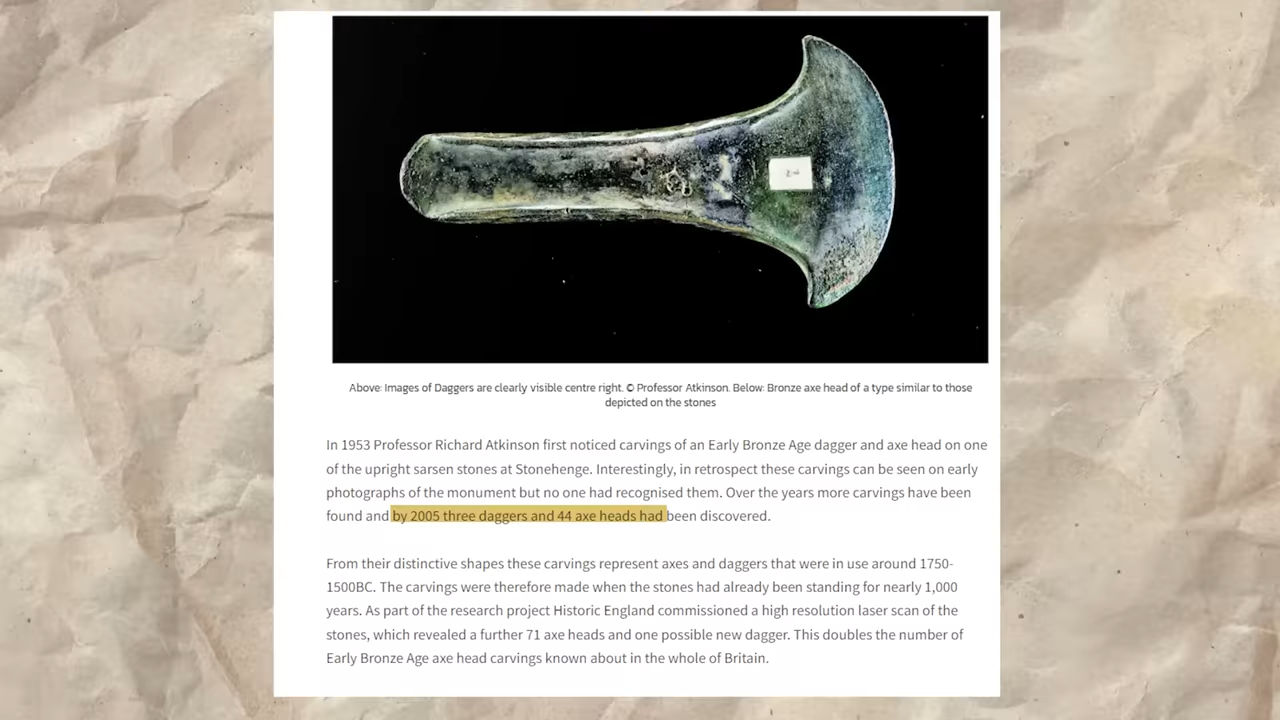 Above: Images of Daggers are clearly visible centre right. © Professor Atkinson. Below: Bronze axe head of a type similar to those
depicted on the stones
In 1953 Professor Richard Atkinson first noticed carvings of an Early Bronze Age dagger and axe head on one
of the upright sarsen stones at Stonehenge. Interestingly, in retrospect these carvings can be seen on early
photographs of the monument but no one had recognised them. Over the years more carvings have been
found and by 2005 three daggers and 44 axe heads had been discovered.
From their distinctive shapes these carvings represent axes and daggers that were in use around 1750-
1500BC. The carvings were therefore made when the stones had already been standing for nearly 1,000
years. As part of the research project Historic England commissioned a high resolution laser scan of the
stones, which revealed a further 71 axe heads and one possible new dagger. This doubles the number of
Early Bronze Age axe head carvings known about in the whole of Britain.